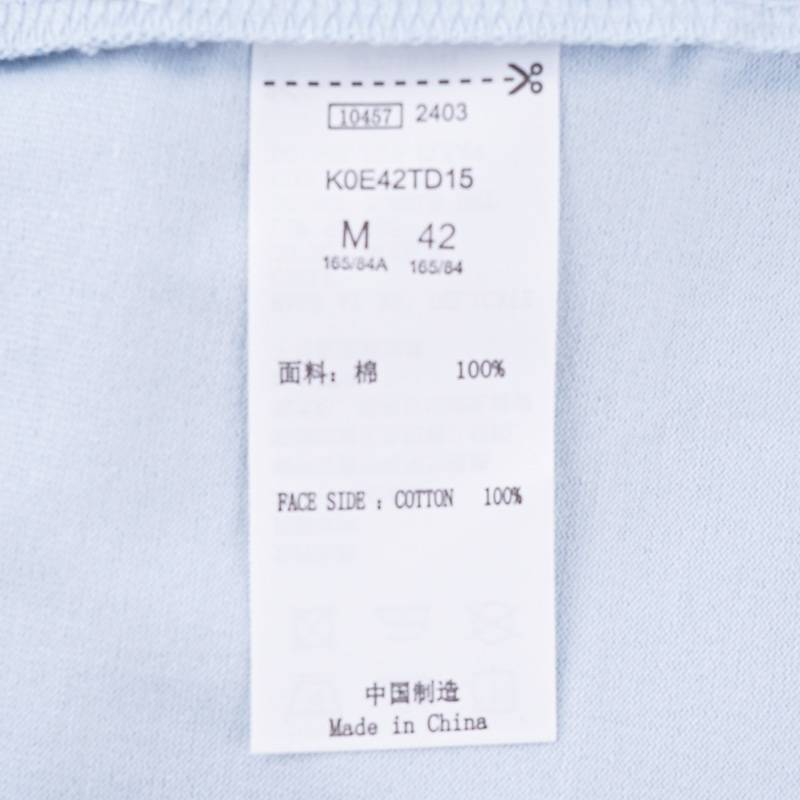 10457 2403
K0E42TD15
M 42
165/84A 165/84
面料：棉 100%
FACE SIDE : COTTON 100%
中国制造
Made in China